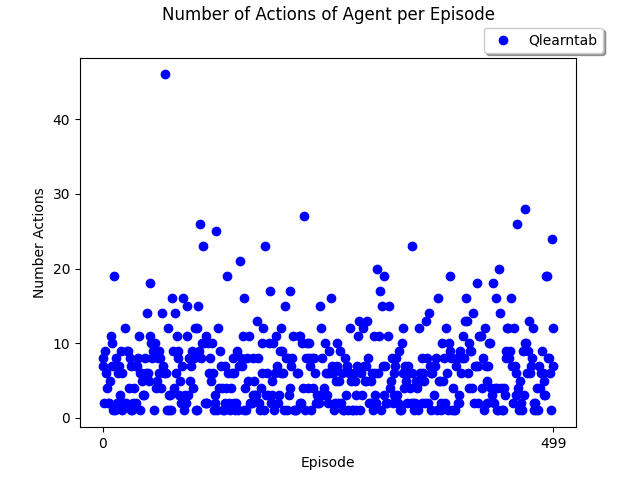 Number of Actions of Agent per Episode
Qlearntab
40
30
20
10
0
Number Actions
0 499
Episode